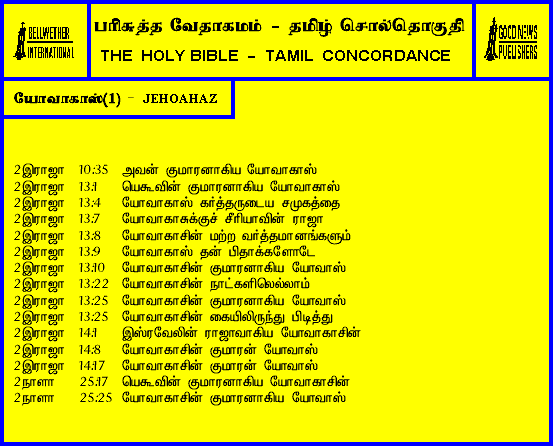 BELLWETHER
INTERNATIONAL
பரிசுத்த வேதாகமம் - தமிழ் சொல்தொகுதி
THE HOLY BIBLE - TAMIL CONCORDANCE
GOOD NEWS
PUBLISHERS
யோவாகாஸ்(1) - JEHOAHAZ
2இராஜா 10:35 அவன் குமாரனாகிய யோவாகாஸ்
2இராஜா 13:1 யெகூவின் குமாரனாகிய யோவாகாஸ்
2இராஜா 13:4 யோவாகாஸ் கர்த்தருடைய சமுகத்தை
2இராஜா 13:7 யோவாகாசுக்குச் சீரியாவின் ராஜா
2இராஜா 13:8 யோவாகாசின் மற்ற வர்த்தமானங்களும்
2இராஜா 13:9 யோவாகாஸ் தன் பிதாக்களோடே
2இராஜா 13:10 யோவாகாசின் குமாரனாகிய யோவாஸ்
2இராஜா 13:22 யோவாகாசின் நாட்களிலெல்லாம்
2இராஜா 13:25 யோவாகாசின் குமாரனாகிய யோவாஸ்
2இராஜா 13:25 யோவாகாசின் கையிலிருந்து பிடித்து
2இராஜா 14:1 இஸ்ரவேலின் ராஜாவாகிய யோவாகாசின்
2இராஜா 14:8 யோவாகாசின் குமாரன் யோவாஸ்
2இராஜா 14:17 யோவாகாசின் குமாரன் யோவாஸ்
2நாளா 25:17 யெகூவின் குமாரனாகிய யோவாகாசின்
2நாளா 25:25 யோவாகாசின் குமாரனாகிய யோவாஸ்